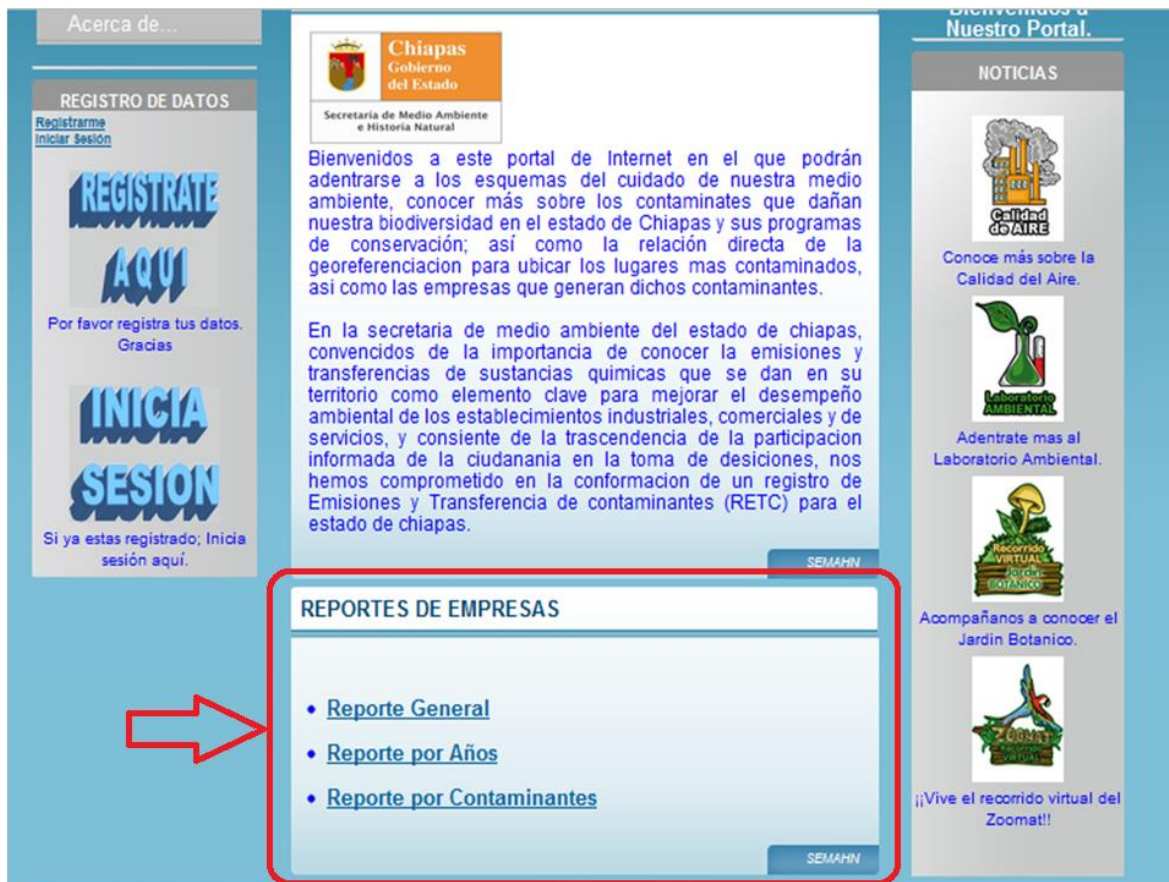 Acerca de...
REGISTRO DE DATOS
Registrarme
Iniciar Sesión
REGISTRATE
AQUI
Por favor registra tus datos.
Gracias
INICIA
SESION
Si ya estas registrado; Inicia
sesión aquí.
Chiapas
Gobierno
del Estado
Secretaría de Medio Ambiente
e Historia Natural
Bienvenidos a este portal de Internet en el que podrán
adentrarse a los esquemas del cuidado de nuestra medio
ambiente, conocer más sobre los contaminates que dañan
nuestra biodiversidad en el estado de Chiapas y sus programas
de conservación; así como la relación directa de la
georeferenciacion para ubicar los lugares mas contaminados,
asi como las empresas que generan dichos contaminantes.
En la secretaria de medio ambiente del estado de chiapas,
convencidos de la importancia de conocer la emisiones y
transferencias de sustancias quimicas que se dan en su
territorio como elemento clave para mejorar el desempeño
ambiental de los establecimientos industriales, comerciales y de
servicios, y consiente de la trascendencia de la participacion
informada de la ciudanania en la toma de desiciones, nos
hemos comprometido en la conformacion de un registro de
Emisiones y Transferencia de contaminantes (RETC) para el
estado de chiapas.
SEMAHN
REPORTES DE EMPRESAS
• Reporte General
• Reporte por Años
• Reporte por Contaminantes
SEMAHN
Bienvenidos a
Nuestro Portal.
NOTICIAS
Calidad
de AIRE
Conoce más sobre la
Calidad del Aire.
Laboratorio
AMBIENTAL
Adentrate mas al
Laboratorio Ambiental.
Recorrido
VIRTUAL
Jardín
BOTANICO
Acompañanos a conocer el
Jardin Botanico.
ZOOMAT
Recorrido
VIRTUAL
¡¡Vive el recorrido virtual del
Zoomat!!